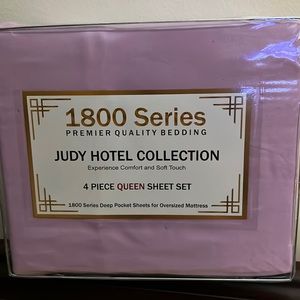 1800 Series
PREMIER QUALITY BEDDING
JUDY HOTEL COLLECTION
Experience Comfort and Soft Touch
4 PIECE QUEEN SHEET SET
1800 Series Deep Pocket Sheets for Oversized Mattress